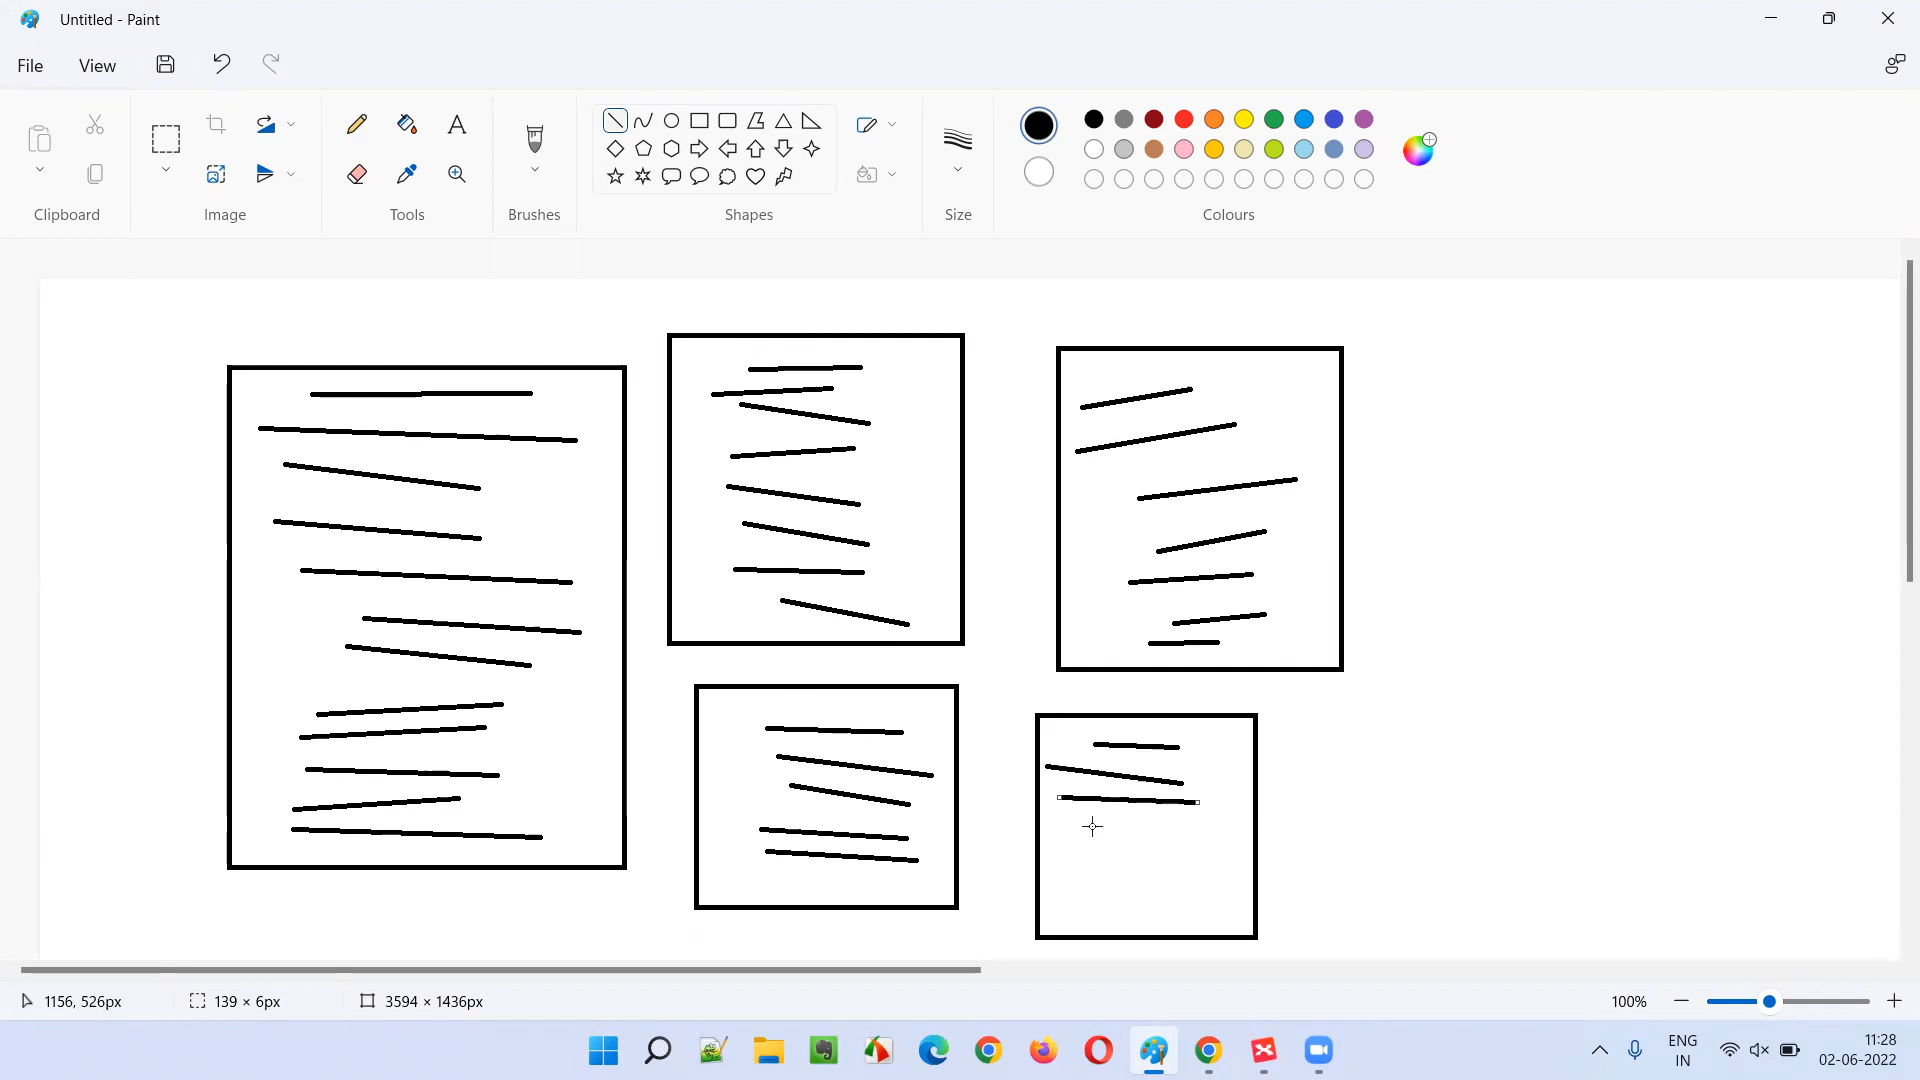 Untitled - Paint
File View
Clipboard
Image
Tools
Brushes
Shapes
Size
Colours
1156, 526px
139 × 6px
3594 × 1436px
100%
ENG
IN
11:28
02-06-2022